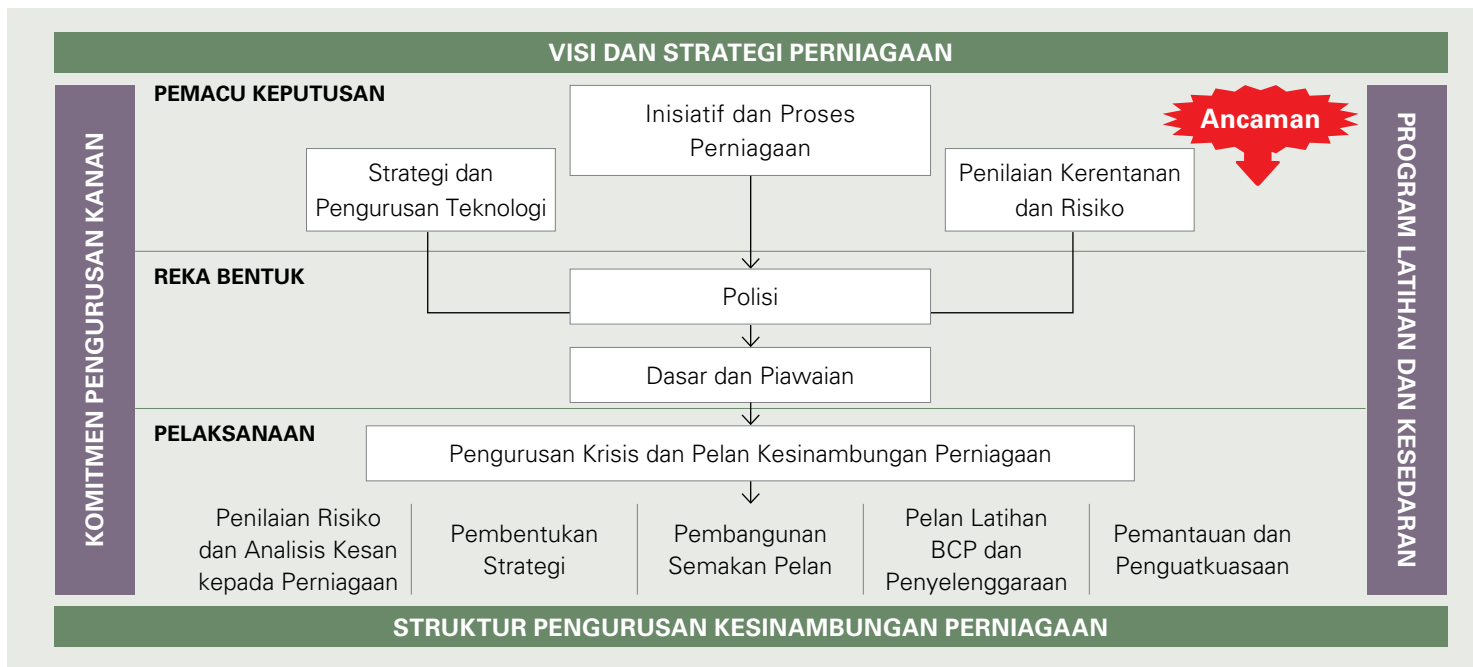 VISI DAN STRATEGI PERNIAGAAN
KOMITMEN PENGURUSAN KANAN
PEMACU KEPUTUSAN
Inisiatif dan Proses
Perniagaan
Strategi dan
Pengurusan Teknologi
Penilaian Kerentanan
dan Risiko
Ancaman
REKA BENTUK
Polisi
Dasar dan Piawaian
PELAKSANAAN
Pengurusan Krisis dan Pelan Kesinambungan Perniagaan
Penilaian Risiko
dan Analisis Kesan
kepada Perniagaan
Pembentukan
Strategi
Pembangunan
Semakan Pelan
Pelan Latihan
BCP dan
Penyelenggaraan
Pemantauan dan
Penguatkuasaan
PROGRAM LATIHAN DAN KESEDARAN
STRUKTUR PENGURUSAN KESINAMBUNGAN PERNIAGAAN